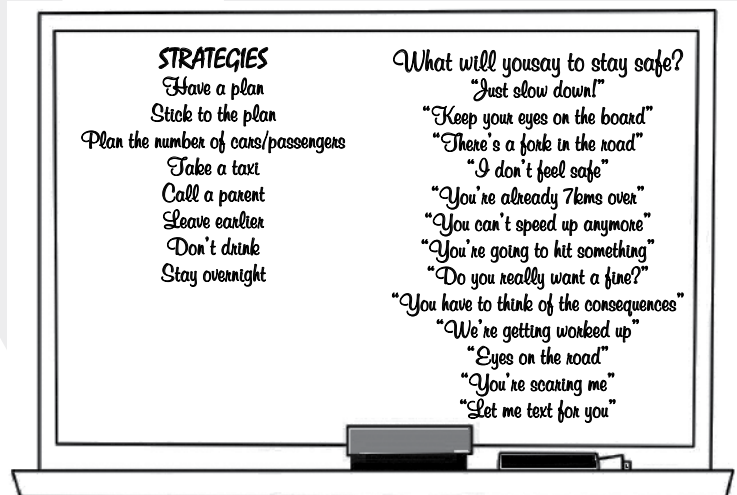 STRATEGIES
Have a plan
Stick to the plan
Plan the number of cars/passengers
Take a taxi
Call a parent
Leave earlier
Don't drink
Stay overnight
What will yousay to stay safe?
"Just slow down!"
"Keep your eyes on the board"
"There's a fork in the road"
"I don't feel safe"
"You're already 7kms over"
"You can't speed up anymore"
"You're going to hit something"
"Do you really want a fine?"
"You have to think of the consequences"
"We're getting worked up"
"Eyes on the road"
"You're scaring me"
"Let me text for you"